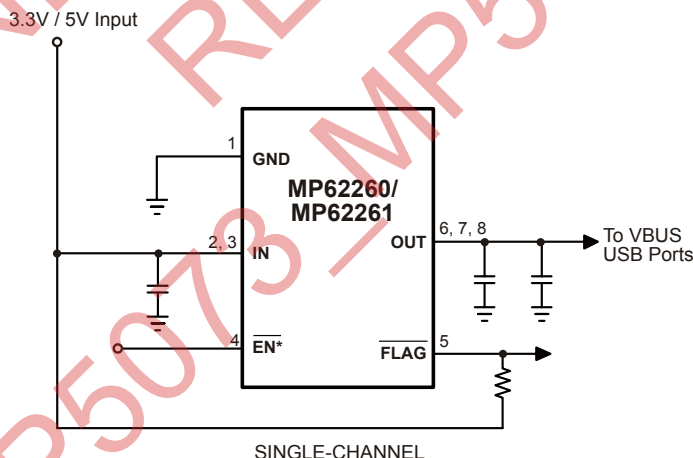 3.3V / 5V Input
1
GND
MP62260/
MP62261
2, 3
IN
OUT
6, 7, 8
To VBUS
USB Ports
4
EN*
FLAG
5
SINGLE-CHANNEL